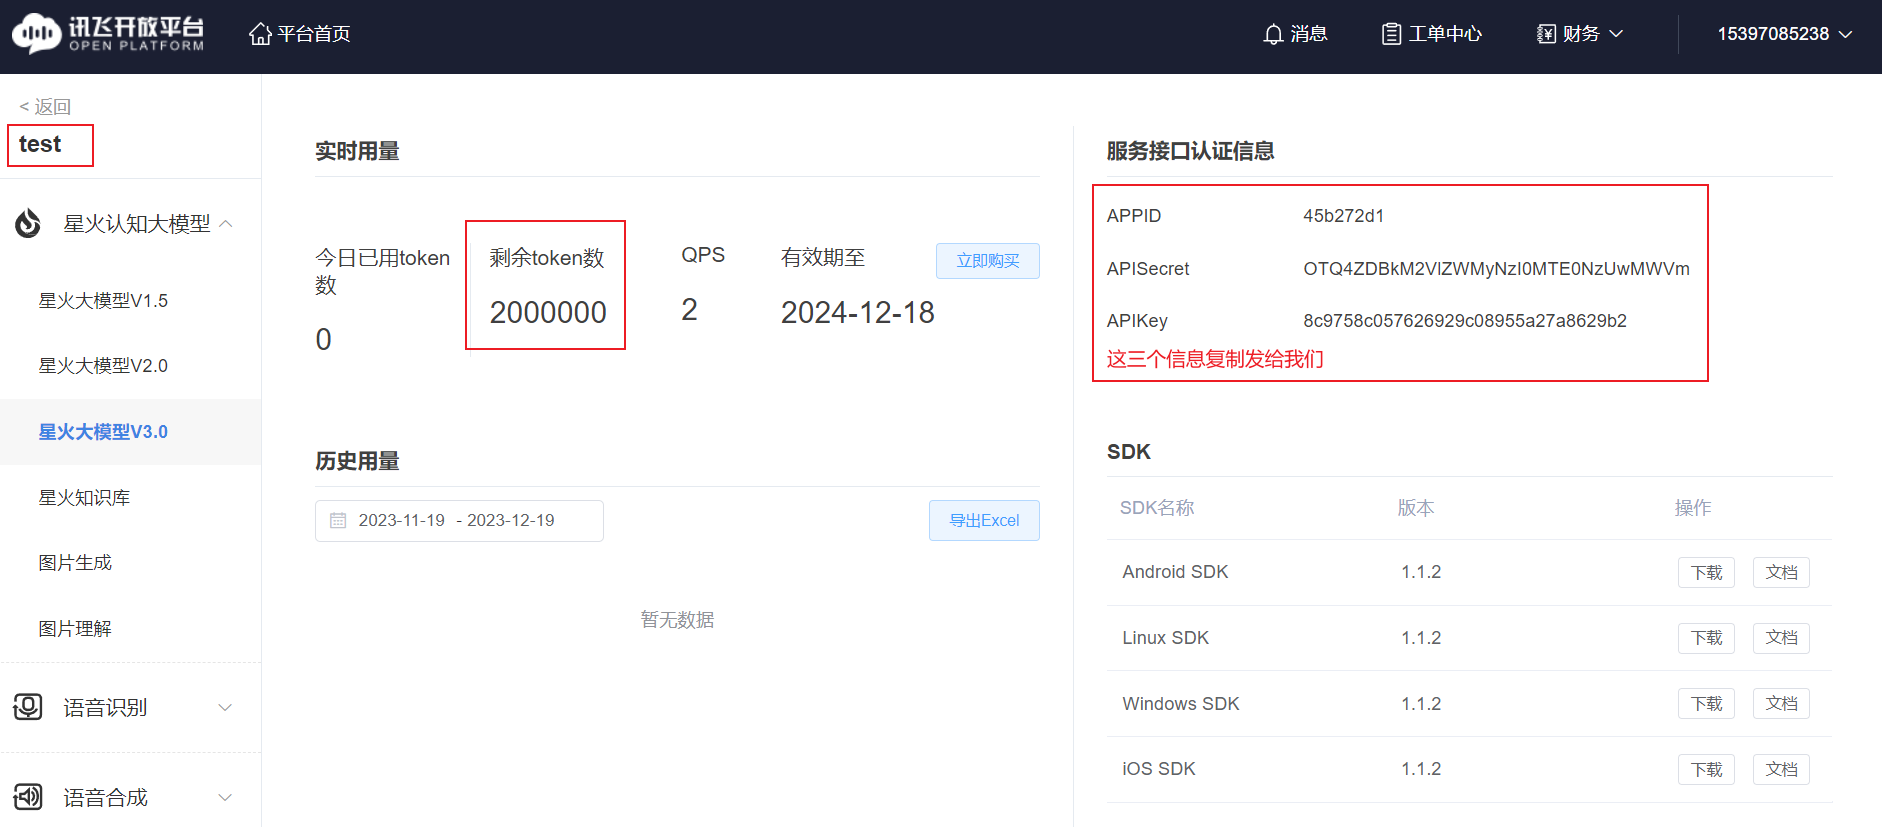 讯飞开放平台
OPEN PLATFORM
平台首页
消息
工单中心
财务
15397085238
< 返回
test
星火认知大模型
星火大模型V1.5
星火大模型V2.0
星火大模型V3.0
星火知识库
图片生成
图片理解
语音识别
语音合成
实时用量
今日已用token
数
0
剩余token数
2000000
QPS
2
有效期至
2024-12-18
立即购买
历史用量
2023-11-19 - 2023-12-19
导出Excel
暂无数据
服务接口认证信息
APPID 45b272d1
APISecret OTQ4ZDBkM2VlZWMyNzI0MTE0NzUwMWVm
APIKey 8c9758c057626929c08955a27a8629b2
这三个信息复制发给我们
SDK
SDK名称 版本 操作
Android SDK 1.1.2 下载 文档
Linux SDK 1.1.2 下载 文档
Windows SDK 1.1.2 下载 文档
iOS SDK 1.1.2 下载 文档